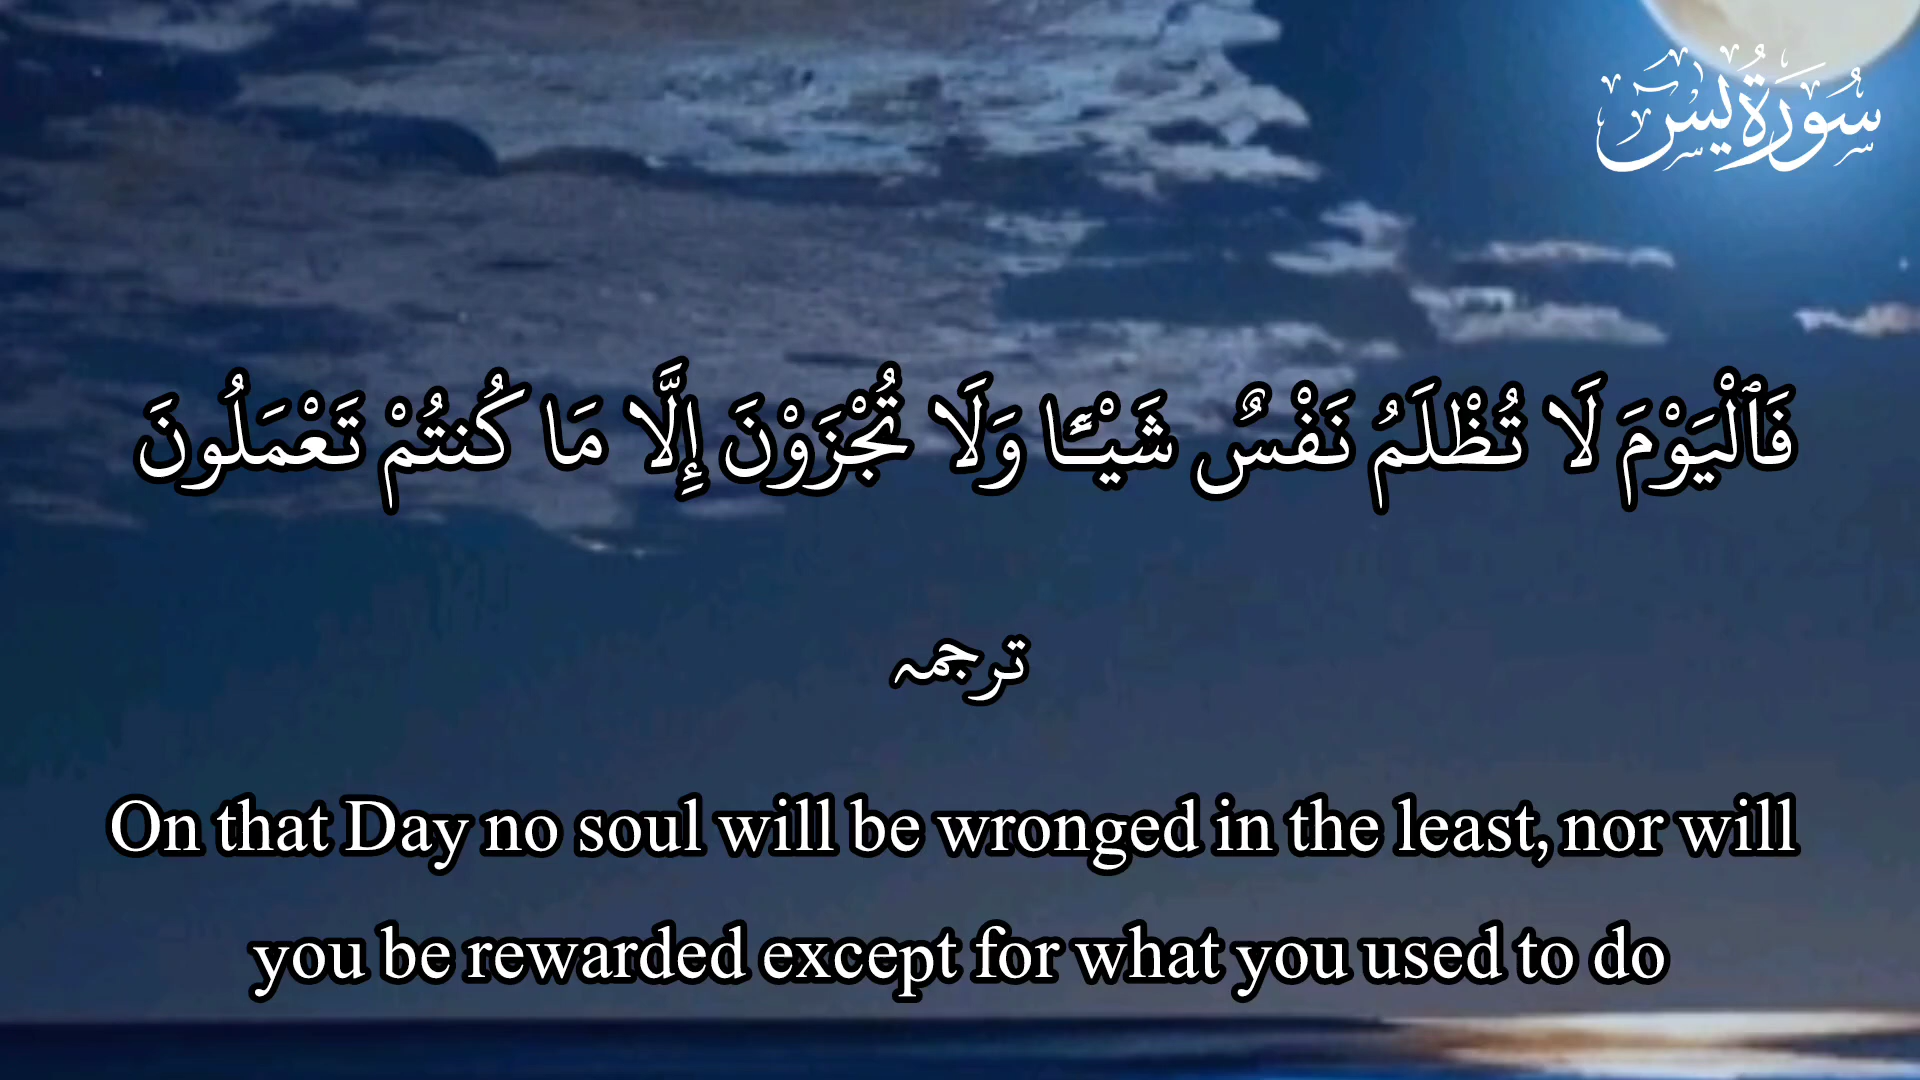 سُورَةُ يسٓ
فَٱلْيَوْمَ لَا تُظْلَمُ نَفْسٌ شَيْـًٔا وَلَا تُجْزَوْنَ إِلَّا مَا كُنتُمْ تَعْمَلُونَ
ترجمہ
On that Day no soul will be wronged in the least, nor will
you be rewarded except for what you used to do